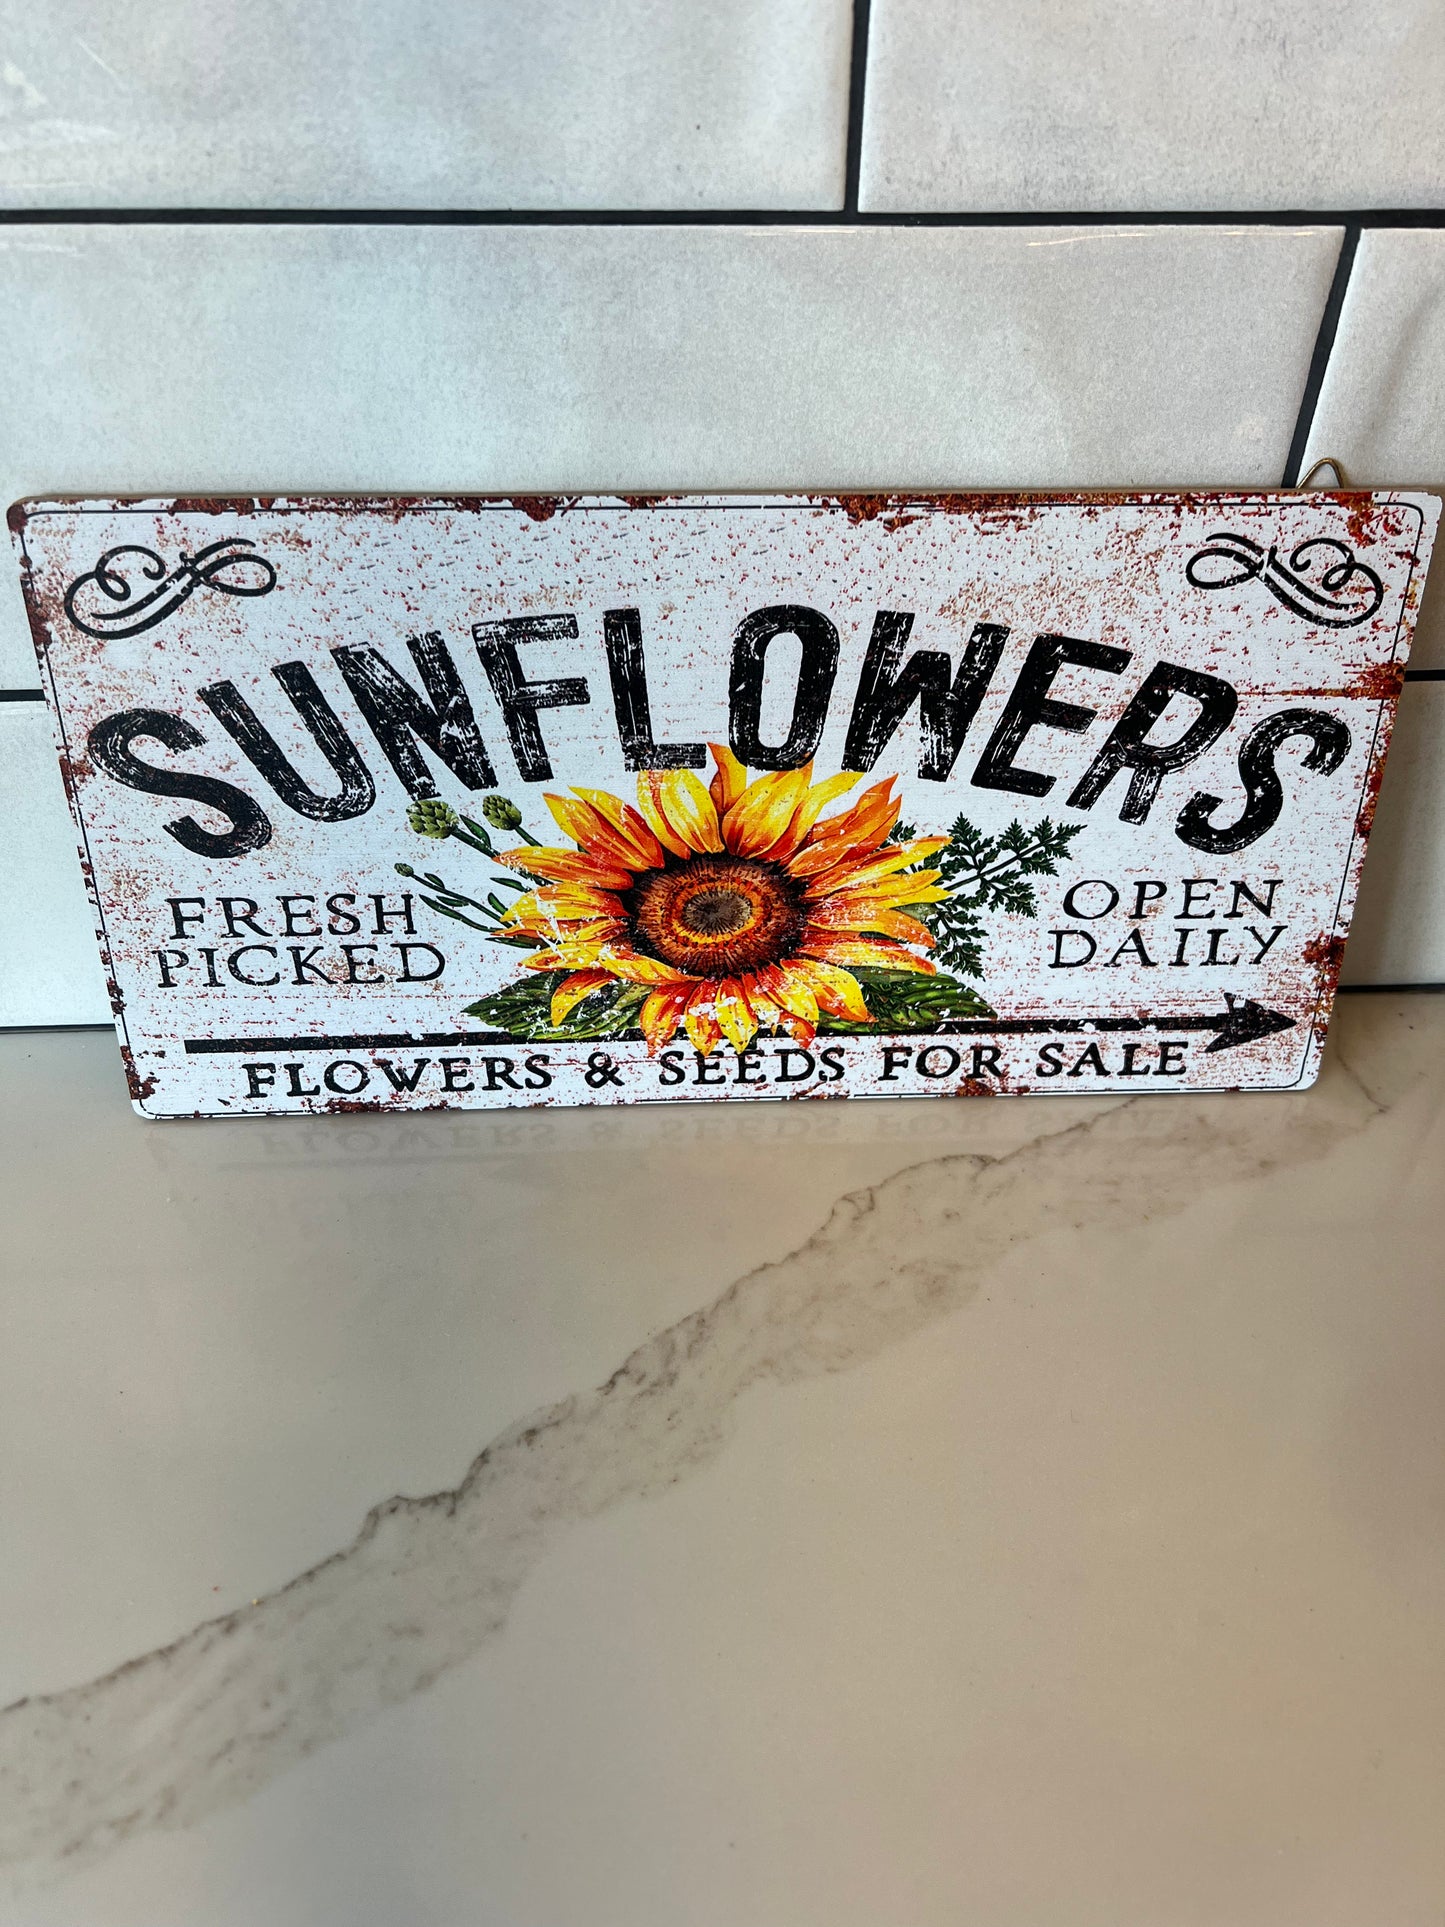 SUNFLOWERS
FRESH
PICKED
OPEN
DAILY
FLOWERS & SEEDS FOR SALE